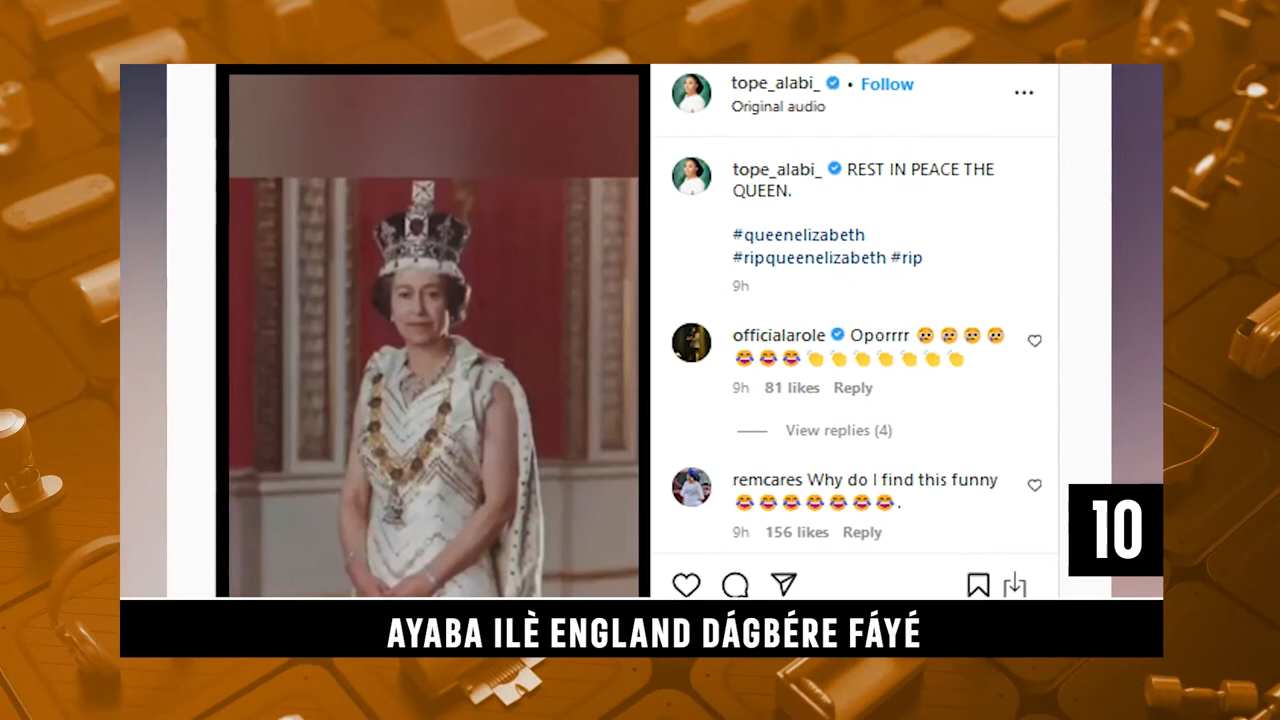 tope_alabi_ • Follow
Original audio
tope_alabi_ REST IN PEACE THE
QUEEN.
#queenelizabeth
#ripqueenelizabeth #rip
9h
officialarole Oporrrr 😢😢😢😢
😂😂😂👏👏👏👏👏👏👏
9h 81 likes Reply
View replies (4)
remcares Why do I find this funny
😂😂😂😂😂😂😂.
9h 156 likes Reply
10
AYABA ILÈ ENGLAND DÁGBÉRE FÁYÉ